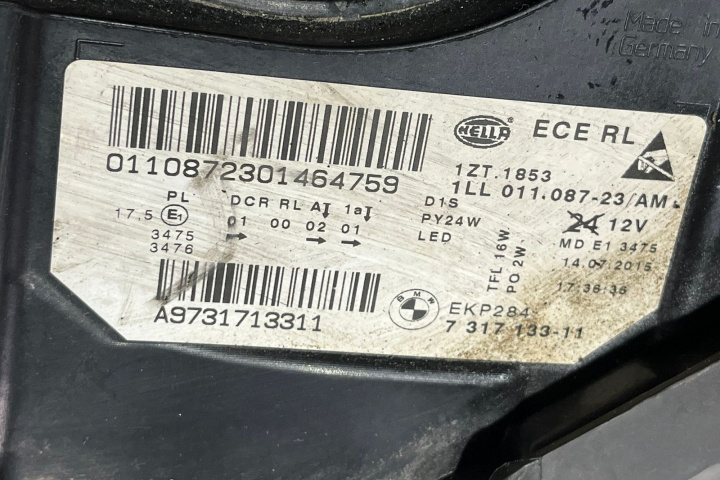 Made in
Germany
HELLA ECE RL
0110872301464759
1ZT.1853
1LL 011.087-23/AM
PL DCR RL A 1a
17,5 E1 01 00 02 01
3475
3476
D1S
PY24W
LED
TFL 16W
PO 2W
24 12V
MD E1 3475
14.07.2015
17:36:36
A9731713311
BMW
EKP284
7 317 133-11